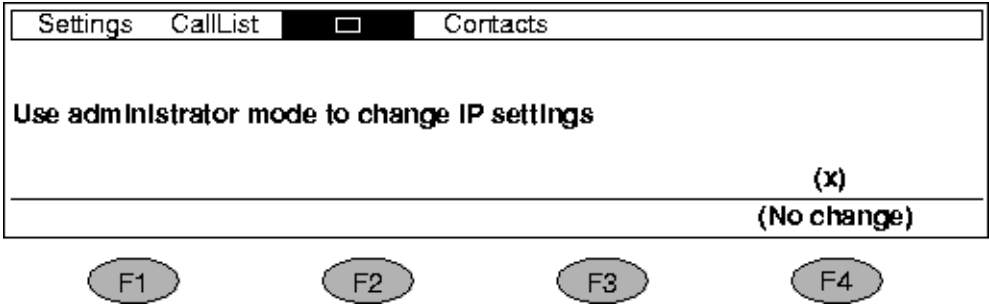 Settings CallList Contacts
Use administrator mode to change IP settings
(x)
(No change)
F1 F2 F3 F4